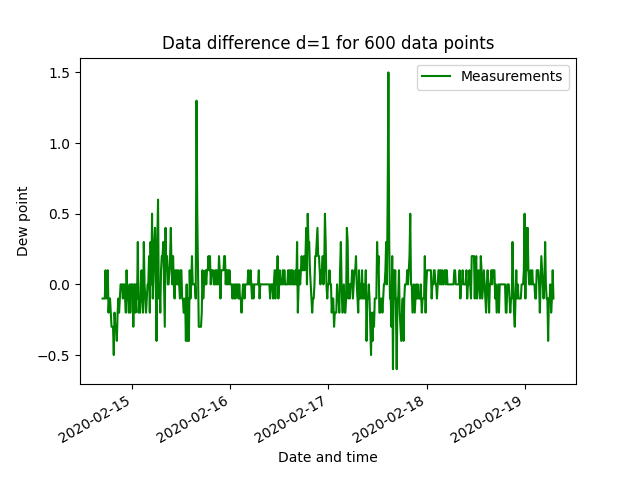 Data difference d=1 for 600 data points
Measurements
1.5
1.0
0.5
0.0
−0.5
Dew point
2020-02-15
2020-02-16
2020-02-17
2020-02-18
2020-02-19
Date and time